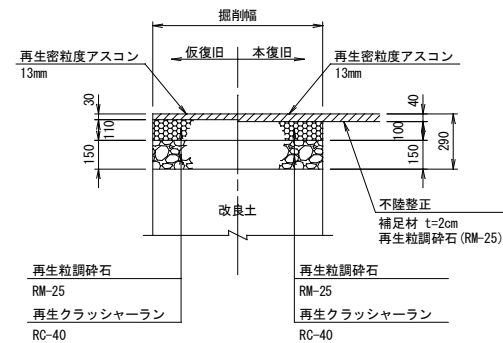 掘削幅
仮復旧
本復旧
再生密粒度アスコン
13mm
再生密粒度アスコン
13mm
30
110
150
40
100
150
290
改良土
不陸整正
補足材 t=2cm
再生粒調砕石(RM-25)
再生粒調砕石
RM-25
再生クラッシャーラン
RC-40
再生粒調砕石
RM-25
再生クラッシャーラン
RC-40